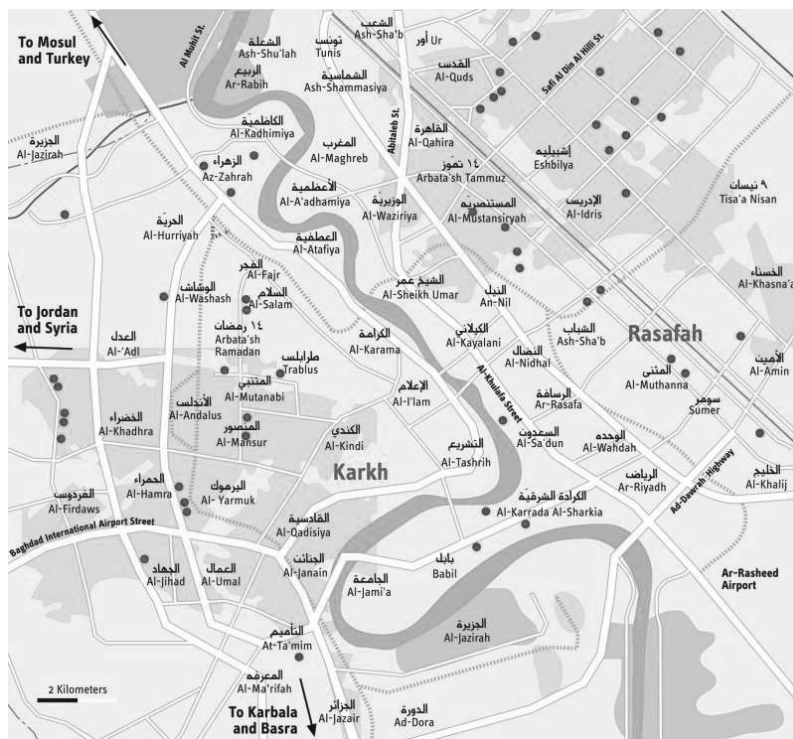 To Mosul
and Turkey
Al Muhit St.
الشعلة
Ash-Shu'lah
الربيع
Ar-Rabih
تونس
Tunis
الشعب
Ash-Sha'b
أور Ur
القدس
Al-Quds
Safi Al Din Al Hilli St.
الشماسية
Ash-Shammasiya
الكاظمية
Al-Kadhimiya
المغرب
Al-Maghreb
Abitaleb St.
القاهرة
Al-Qahira
١٤ تموز
Arbata'sh Tammuz
إشبيليه
Eshbilya
الجزيرة
Al-Jazirah
الزهراء
Az-Zahrah
الأعظمية
Al-A'adhamiya
الوزيرية
Al-Waziriya
المستنصريه
Al-Mustansiryah
الإدريس
Al-Idris
٩ نيسات
Tisa'a Nisan
الحرية
Al-Hurriyah
العطفية
Al-Atafiya
الفجر
Al-Fajr
الوشاش
Al-Washash
السلام
Al-Salam
الشيخ عمر
Al-Sheikh Umar
النيل
An-Nil
الخنساء
Al-Khasna'a
To Jordan
and Syria
العدل
Al-'Adl
١٤ رمضات
Arbata'sh
Ramadan
الكرامة
Al-Karama
الكيلاني
Al-Kayalani
الشباب
Ash-Sha'b
Rasafah
طرابلس
Trablus
النضال
Al-Nidhal
المثنى
Al-Muthanna
الأمين
Al-Amin
المتنبي
Al-Mutanabi
الإعلام
Al-I'lam
Al-Khulafa Street
الرسافة
Ar-Rasafa
سومر
Sumer
الأندلس
Al-Andalus
الخضراء
Al-Khadhra
المنصور
Al-Mansur
الكندي
Al-Kindi
السعدون
Al-Sa'dun
الوحده
Al-Wahdah
التشريع
Al-Tashrih
Karkh
الحمراء
Al-Hamra
اليرموك
Al- Yarmuk
الرياض
Ar-Riyadh
Ad-Dawrah Highway
الخليج
Al-Khalij
الفردوس
Al-Firdaws
القادسية
Al-Qadisiya
الكرادة الشرقية
Al-Karrada Al-Sharkia
Baghdad International Airport Street
الجهاد
Al-Jihad
العمال
Al-Umal
الجنائن
Al-Janain
الجامعة
Al-Jami'a
بابل
Babil
Ar-Rasheed
Airport
الجزيرة
Al-Jazirah
التأميم
At-Ta'mim
المعرفه
Al-Ma'rifah
2 Kilometers
To Karbala
and Basra
الجزائر
Al-Jazair
الدورة
Ad-Dora